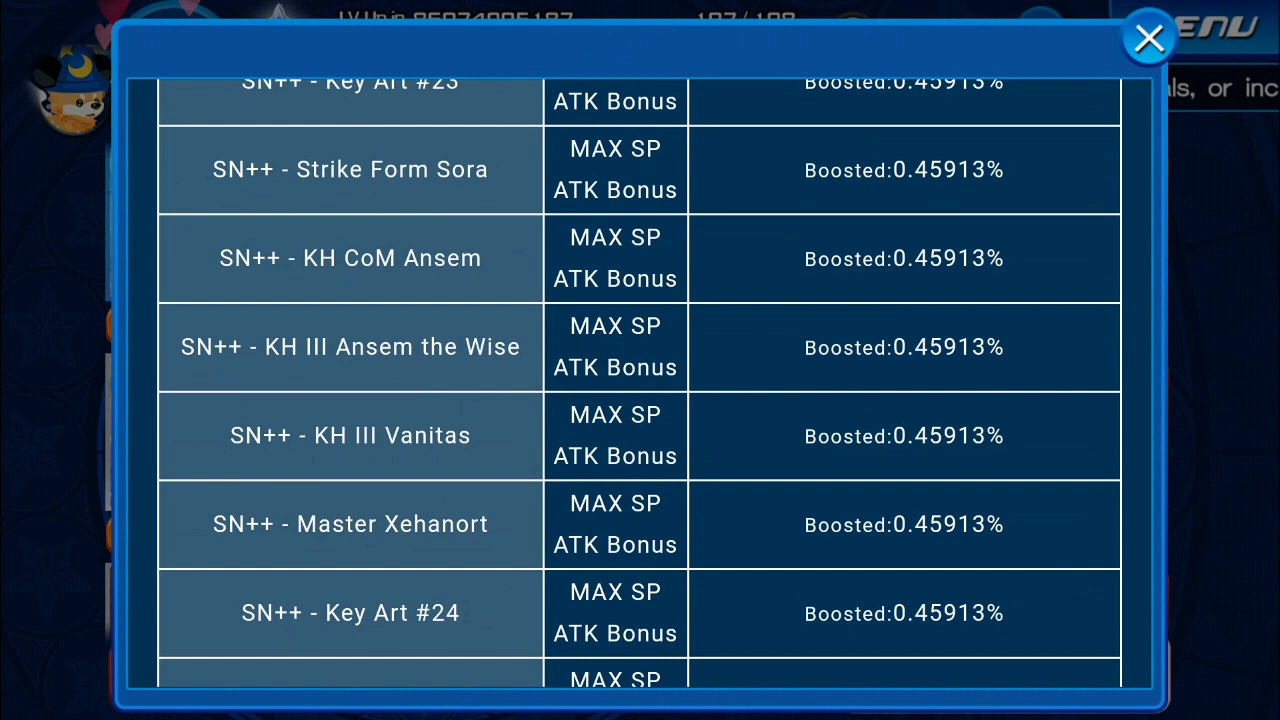 MENU
als, or inc
SN++ - Key Art #23
ATK Bonus
Boosted:0.45913%
SN++ - Strike Form Sora
MAX SP
ATK Bonus
Boosted:0.45913%
SN++ - KH CoM Ansem
MAX SP
ATK Bonus
Boosted:0.45913%
SN++ - KH III Ansem the Wise
MAX SP
ATK Bonus
Boosted:0.45913%
SN++ - KH III Vanitas
MAX SP
ATK Bonus
Boosted:0.45913%
SN++ - Master Xehanort
MAX SP
ATK Bonus
Boosted:0.45913%
SN++ - Key Art #24
MAX SP
ATK Bonus
Boosted:0.45913%
MAX SP